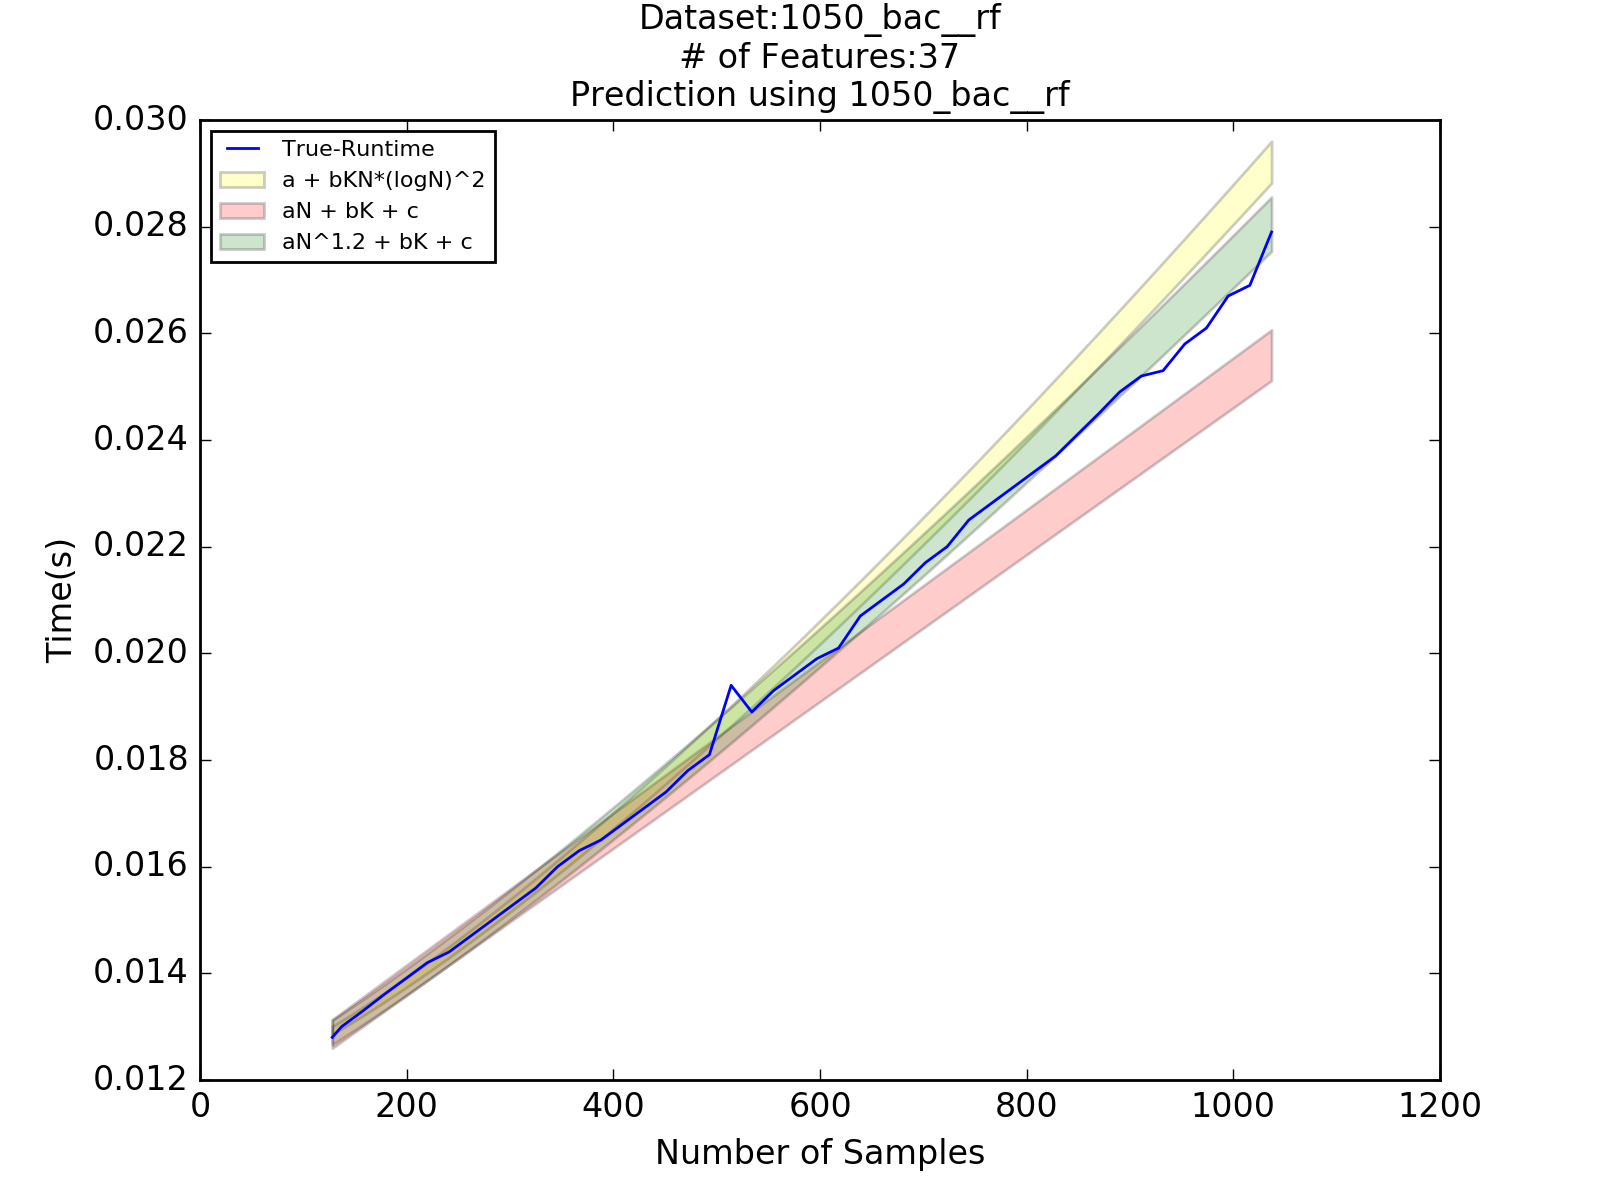 Dataset:1050_bac__rf
# of Features:37
Prediction using 1050_bac__rf
0.030
0.028
0.026
0.024
0.022
0.020
0.018
0.016
0.014
0.012
True-Runtime
a + bKN*(logN)^2
aN + bK + c
aN^1.2 + bK + c
Time(s)
0 200 400 600 800 1000 1200
Number of Samples